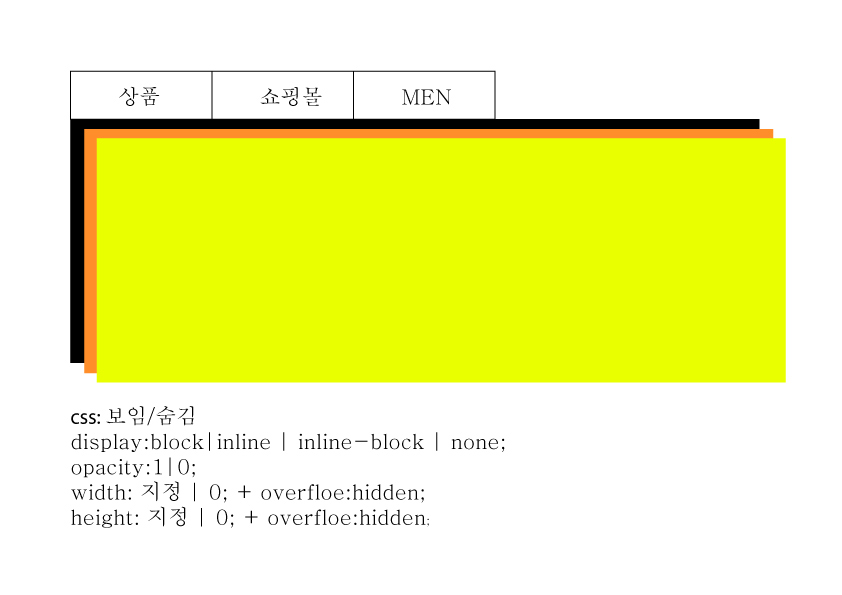 상품 쇼핑몰 MEN
css: 보임/숨김
display:block|inline | inline-block | none;
opacity:1|0;
width: 지정 | 0; + overfloe:hidden;
height: 지정 | 0; + overfloe:hidden;